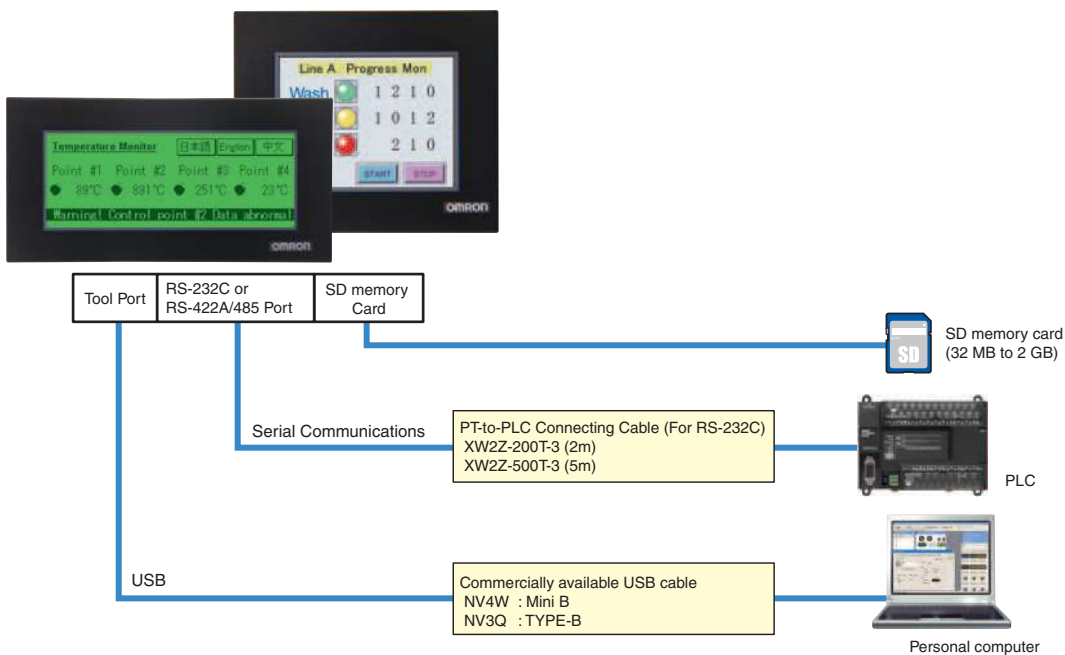 Line A Progress Mon
Wash 1 2 1 0
1 0 1 2
2 1 0
START STOP
OMRON
Temperature Monitor 日本語 English 中文
Point #1 Point #2 Point #3 Point #4
89°C 891°C 251°C 23°C
Warning! Control point #2 Data abnormal
OMRON
Tool Port
RS-232C or
RS-422A/485 Port
SD memory
Card
SD
SD memory card
(32 MB to 2 GB)
Serial Communications
PT-to-PLC Connecting Cable (For RS-232C)
XW2Z-200T-3 (2m)
XW2Z-500T-3 (5m)
PLC
USB
Commercially available USB cable
NV4W : Mini B
NV3Q : TYPE-B
Personal computer